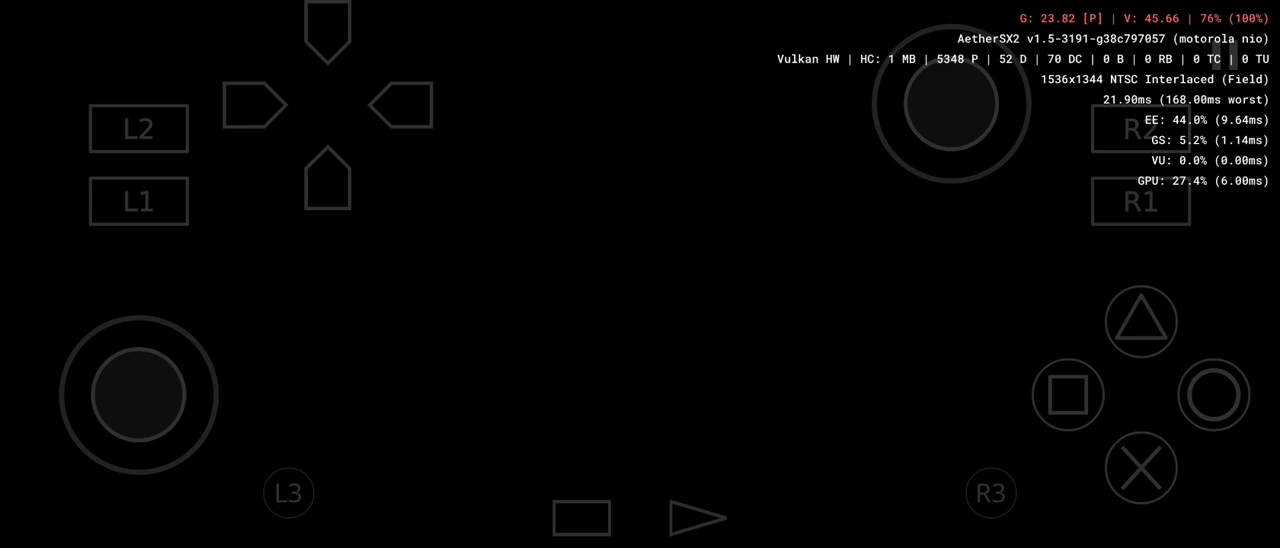 G: 23.82 [P] | V: 45.66 | 76% (100%)
AetherSX2 v1.5-3191-g38c797057 (motorola nio)
Vulkan HW | HC: 1 MB | 5348 P | 52 D | 70 DC | 0 B | 0 RB | 0 TC | 0 TU
1536x1344 NTSC Interlaced (Field)
21.90ms (168.00ms worst)
EE: 44.0% (9.64ms)
GS: 5.2% (1.14ms)
VU: 0.0% (0.00ms)
GPU: 27.4% (6.00ms)
L2
R2
L1
R1
L3
R3